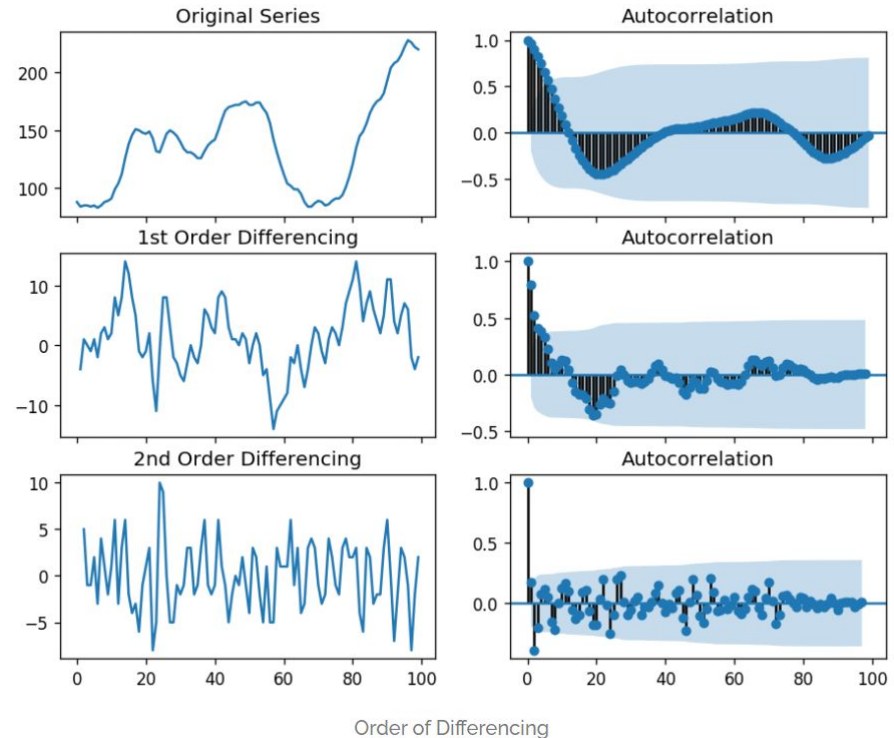 Original Series
Autocorrelation
200
150
100
1.0
0.5
0.0
−0.5
1st Order Differencing
Autocorrelation
10
0
−10
1.0
0.5
0.0
−0.5
2nd Order Differencing
Autocorrelation
10
5
0
−5
1.0
0.5
0.0
0 20 40 60 80 100
0 20 40 60 80 100
Order of Differencing